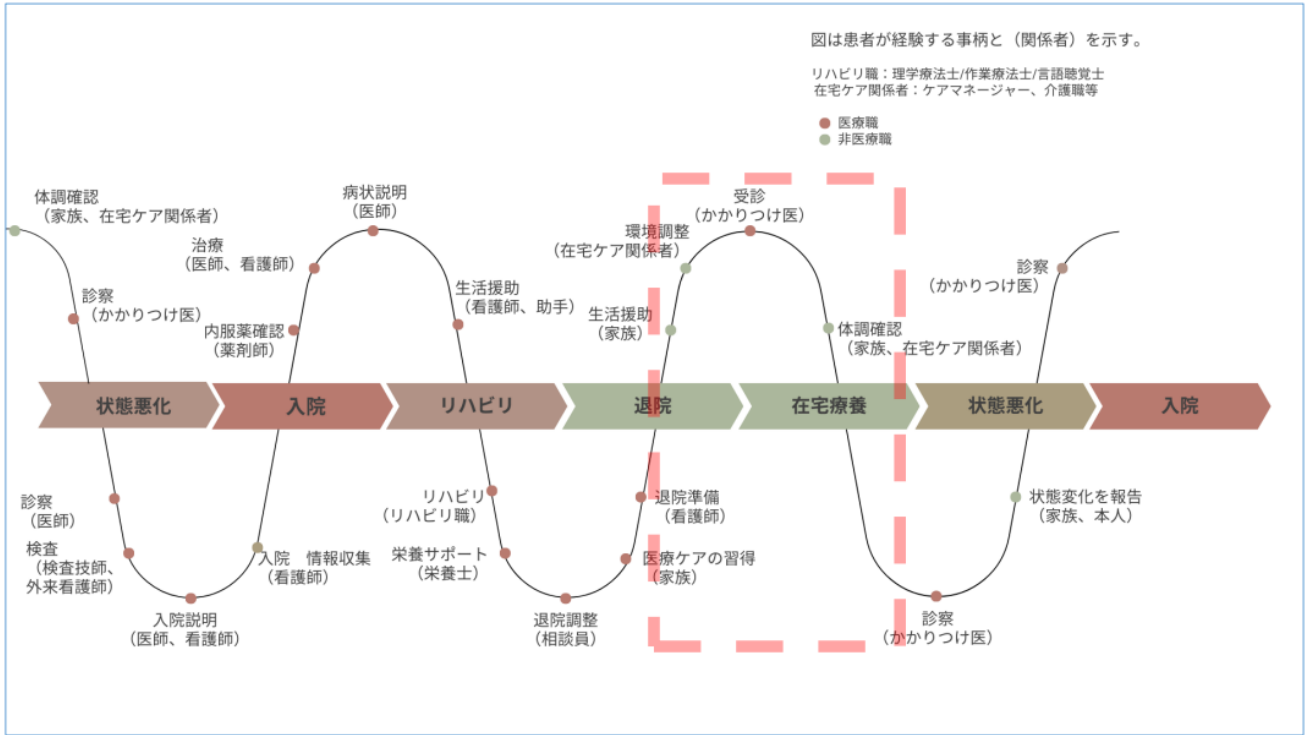 図は患者が経験する事柄と（関係者）を示す。
リハビリ職：理学療法士/作業療法士/言語聴覚士
在宅ケア関係者：ケアマネージャー、介護職等
医療職
非医療職
体調確認
（家族、在宅ケア関係者）
診察
（かかりつけ医）
治療
（医師、看護師）
内服薬確認
（薬剤師）
病状説明
（医師）
生活援助
（看護師、助手）
生活援助
（家族）
環境調整
（在宅ケア関係者）
受診
（かかりつけ医）
体調確認
（家族、在宅ケア関係者）
診察
（かかりつけ医）
状態悪化
入院
リハビリ
退院
在宅療養
状態悪化
入院
診察
（医師）
検査
（検査技師、
外来看護師）
入院説明
（医師、看護師）
入院　情報収集
（看護師）
リハビリ
（リハビリ職）
栄養サポート
（栄養士）
退院調整
（相談員）
退院準備
（看護師）
医療ケアの習得
（家族）
診察
（かかりつけ医）
状態変化を報告
（家族、本人）